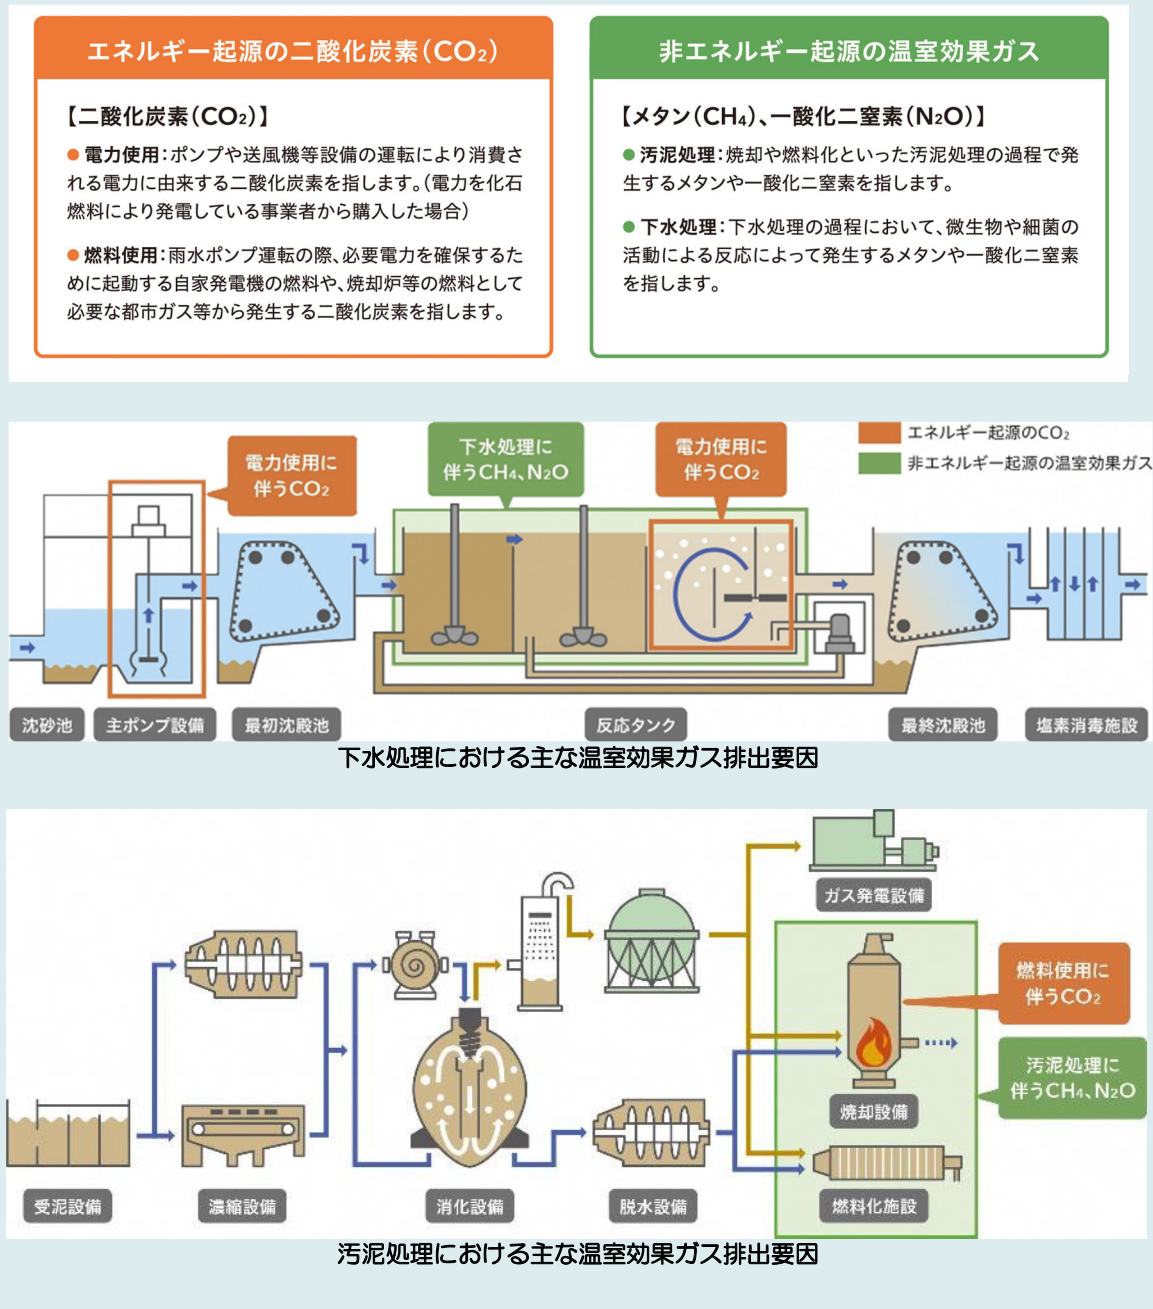 エネルギー起源の二酸化炭素(CO₂)
【二酸化炭素(CO₂)】
● 電力使用:ポンプや送風機等設備の運転により消費さ
れる電力に由来する二酸化炭素を指します。(電力を化石
燃料により発電している事業者から購入した場合)
● 燃料使用:雨水ポンプ運転の際、必要電力を確保するた
めに起動する自家発電機の燃料や、焼却炉等の燃料として
必要な都市ガス等から発生する二酸化炭素を指します。
非エネルギー起源の温室効果ガス
【メタン(CH₄)、一酸化二窒素(N₂O)】
● 汚泥処理:焼却や燃料化といった汚泥処理の過程で発
生するメタンや一酸化二窒素を指します。
● 下水処理:下水処理の過程において、微生物や細菌の
活動による反応によって発生するメタンや一酸化二窒素
を指します。
エネルギー起源のCO₂
非エネルギー起源の温室効果ガス
電力使用に
伴うCO₂
下水処理に
伴うCH₄、N₂O
電力使用に
伴うCO₂
沈砂池
主ポンプ設備
最初沈殿池
反応タンク
最終沈殿池
塩素消毒施設
下水処理における主な温室効果ガス排出要因
ガス発電設備
燃料使用に
伴うCO₂
汚泥処理に
伴うCH₄、N₂O
焼却設備
受泥設備
濃縮設備
消化設備
脱水設備
燃料化施設
汚泥処理における主な温室効果ガス排出要因